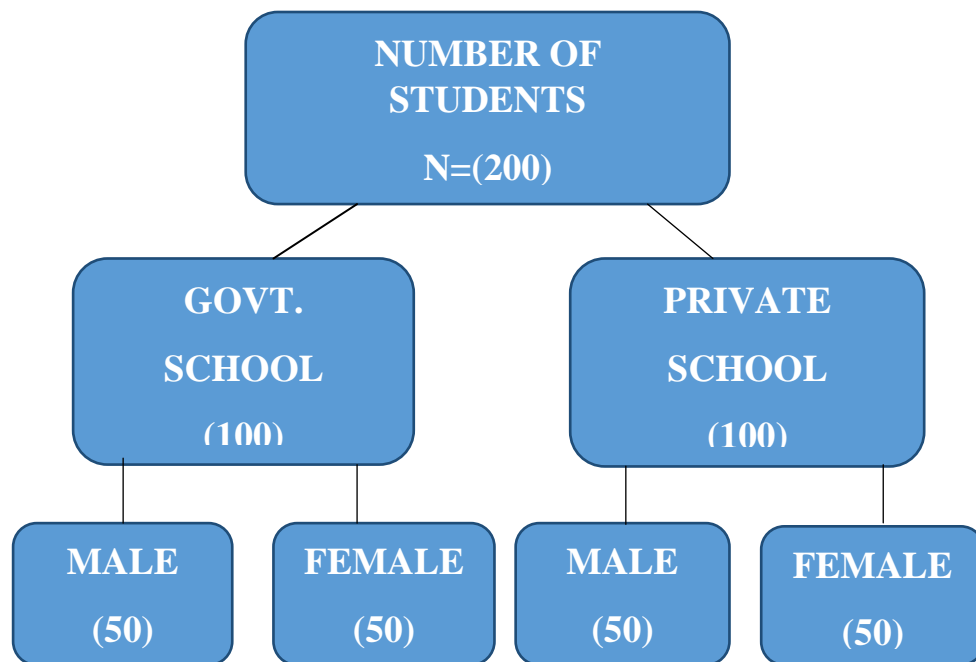 NUMBER OF
STUDENTS
N=(200)
GOVT.
SCHOOL
(100)
PRIVATE
SCHOOL
(100)
MALE
(50)
FEMALE
(50)
MALE
(50)
FEMALE
(50)